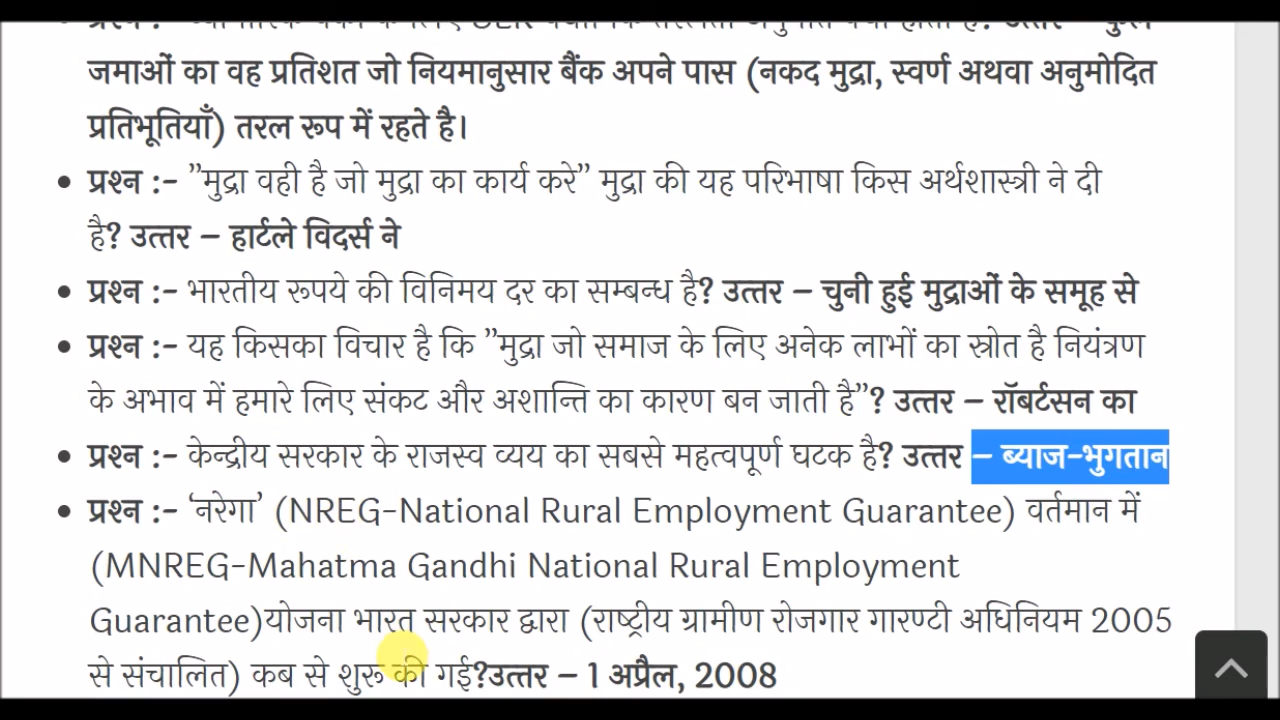 जमाओं का वह प्रतिशत जो नियमानुसार बैंक अपने पास (नकद मुद्रा, स्वर्ण अथवा अनुमोदित
प्रतिभूतियाँ) तरल रूप में रहते है।
• प्रश्न :- ”मुद्रा वही है जो मुद्रा का कार्य करे” मुद्रा की यह परिभाषा किस अर्थशास्त्री ने दी
है? उत्तर – हार्टले विदर्स ने
• प्रश्न :- भारतीय रूपये की विनिमय दर का सम्बन्ध है? उत्तर – चुनी हुई मुद्राओं के समूह से
• प्रश्न :- यह किसका विचार है कि ”मुद्रा जो समाज के लिए अनेक लाभों का स्रोत है नियंत्रण
के अभाव में हमारे लिए संकट और अशान्ति का कारण बन जाती है”? उत्तर – रॉबर्टसन का
• प्रश्न :- केन्द्रीय सरकार के राजस्व व्यय का सबसे महत्वपूर्ण घटक है? उत्तर – ब्याज-भुगतान
• प्रश्न :- ‘नरेगा’ (NREG-National Rural Employment Guarantee) वर्तमान में
(MNREG-Mahatma Gandhi National Rural Employment
Guarantee)योजना भारत सरकार द्वारा (राष्ट्रीय ग्रामीण रोजगार गारण्टी अधिनियम 2005
से संचालित) कब से शुरू की गई?उत्तर – 1 अप्रैल, 2008